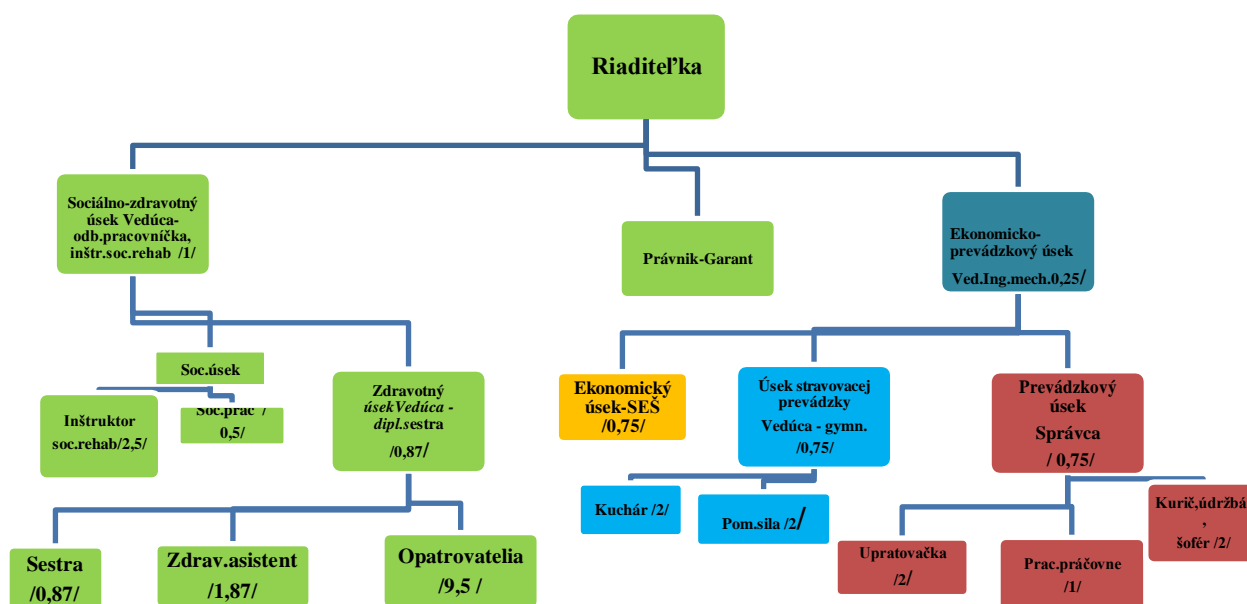 Riaditeľka
Sociálno-zdravotný
úsek Vedúca-
odb.pracovníčka,
inštr.soc.rehab /1/
Právnik-Garant
Ekonomicko-
prevádzkový úsek
Ved.Ing.mech.0,25/
Soc.úsek
Inštruktor
soc.rehab/2,5/
Soc.prac /
0,5/
Zdravotný
úsekVedúca -
dipl.sestra
/0,87/
Ekonomický
úsek-SEŠ
/0,75/
Úsek stravovacej
prevádzky
Vedúca - gymn.
/0,75/
Prevádzkový
úsek
Správca
/ 0,75/
Sestra
/0,87/
Zdrav.asistent
/1,87/
Opatrovatelia
/9,5 /
Kuchár /2/
Pom.sila /2/
Upratovačka
/2/
Prac.práčovne
/1/
Kurič,údržbá
,
šofér /2/